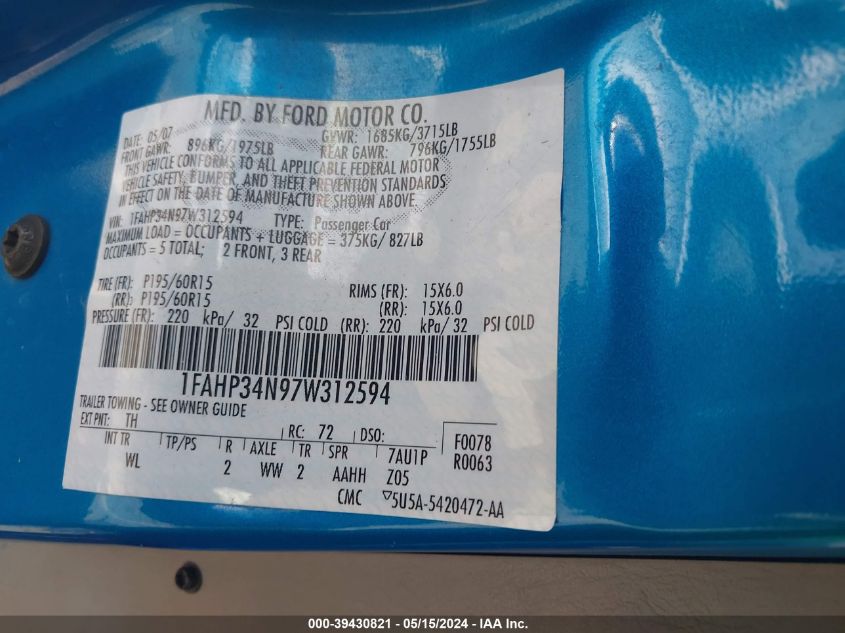 MFD. BY FORD MOTOR CO.
DATE: 05/07 GVWR: 1685KG/3715LB
FRONT GAWR: 896KG/1975LB REAR GAWR: 796KG/1755LB
THIS VEHICLE CONFORMS TO ALL APPLICABLE FEDERAL MOTOR
VEHICLE SAFETY, BUMPER, AND THEFT PREVENTION STANDARDS
IN EFFECT ON THE DATE OF MANUFACTURE SHOWN ABOVE.
VIN: 1FAHP34N97W312594 TYPE: Passenger Car
MAXIMUM LOAD = OCCUPANTS + LUGGAGE = 375KG/ 827LB
OCCUPANTS = 5 TOTAL; 2 FRONT, 3 REAR
TIRE (FR): P195/60R15 RIMS (FR): 15X6.0
(RR): P195/60R15 (RR): 15X6.0
PRESSURE (FR): 220 kPa/ 32 PSI COLD (RR): 220 kPa/ 32 PSI COLD
1FAHP34N97W312594
TRAILER TOWING - SEE OWNER GUIDE
EXT PNT: TH RC: 72 DSO: F0078
INT TR TP/PS R AXLE TR SPR 7AU1P R0063
WL 2 WW 2 AAHH Z05
CMC 5U5A-5420472-AA
000-39430821 - 05/15/2024 - IAA Inc.